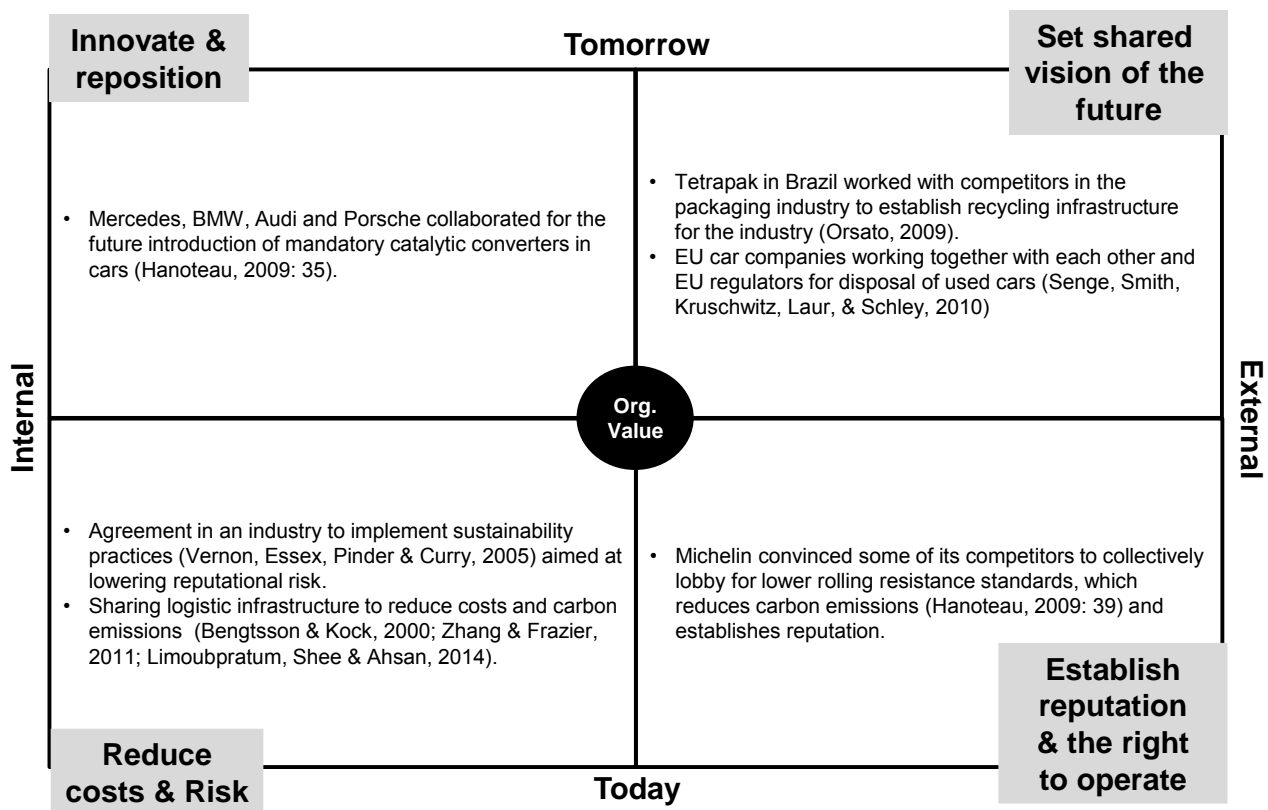 Innovate &
reposition
Tomorrow
Set shared
vision of the
future
• Mercedes, BMW, Audi and Porsche collaborated for the
future introduction of mandatory catalytic converters in
cars (Hanoteau, 2009: 35).
• Tetrapak in Brazil worked with competitors in the
packaging industry to establish recycling infrastructure
for the industry (Orsato, 2009).
• EU car companies working together with each other and
EU regulators for disposal of used cars (Senge, Smith,
Kruschwitz, Laur, & Schley, 2010)
Internal
Org.
Value
External
• Agreement in an industry to implement sustainability
practices (Vernon, Essex, Pinder & Curry, 2005) aimed at
lowering reputational risk.
• Sharing logistic infrastructure to reduce costs and carbon
emissions (Bengtsson & Kock, 2000; Zhang & Frazier,
2011; Limoubpratum, Shee & Ahsan, 2014).
• Michelin convinced some of its competitors to collectively
lobby for lower rolling resistance standards, which
reduces carbon emissions (Hanoteau, 2009: 39) and
establishes reputation.
Reduce
costs & Risk
Today
Establish
reputation
& the right
to operate